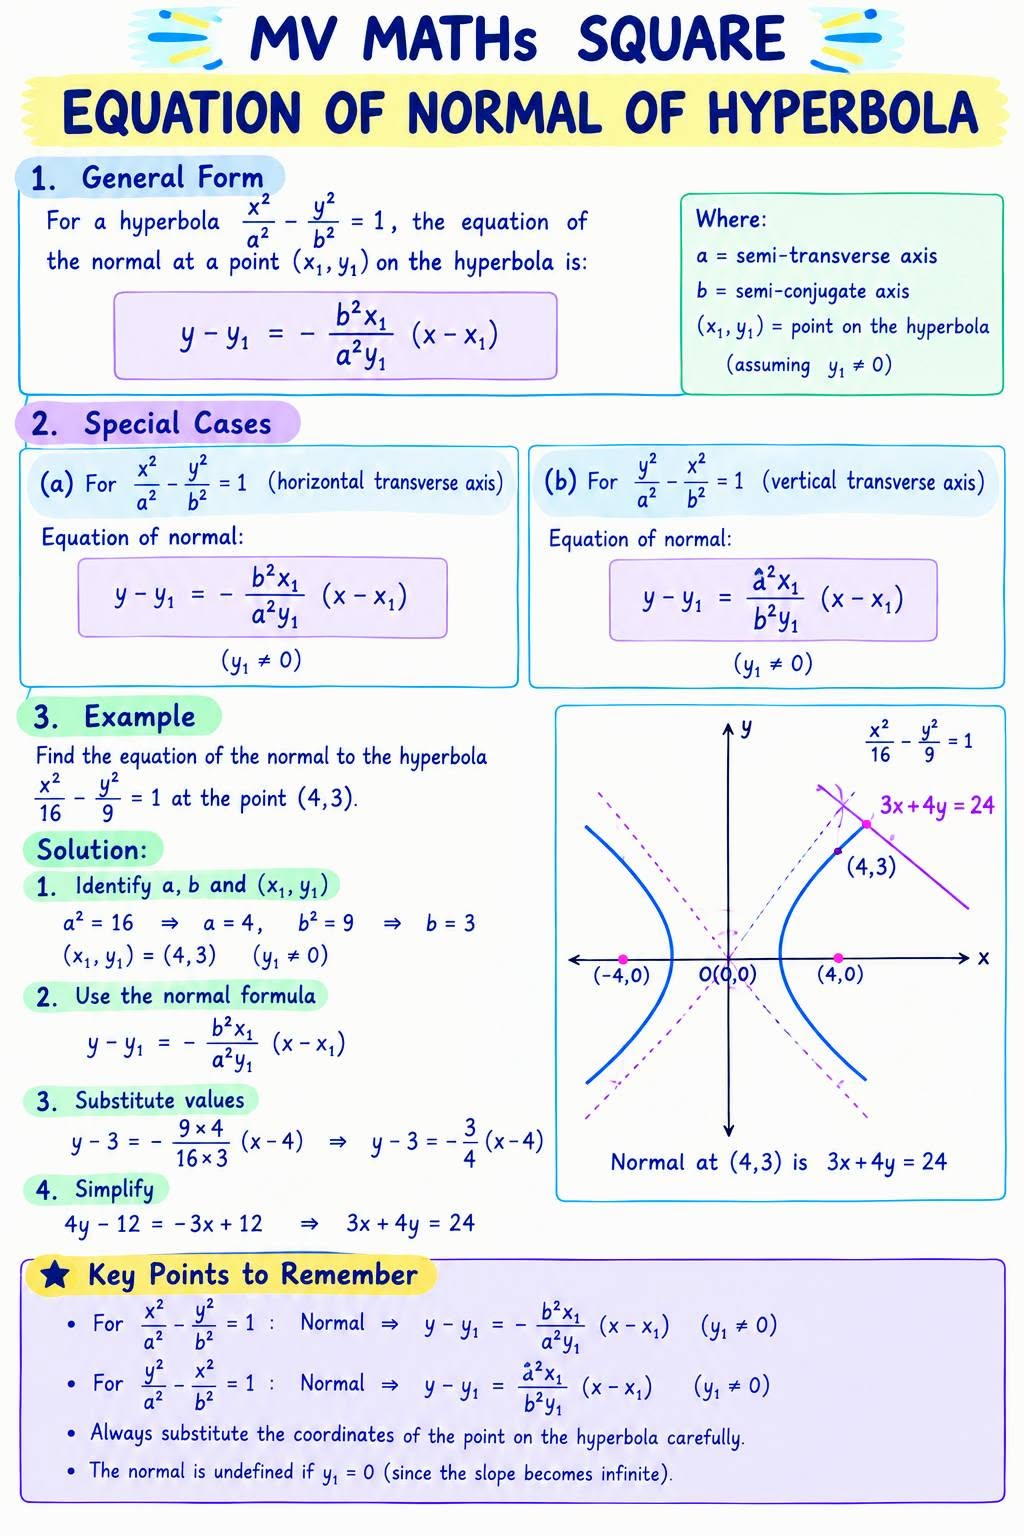 MV MATHs SQUARE
EQUATION OF NORMAL OF HYPERBOLA
1. General Form
For a hyperbola x²/a² − y²/b² = 1, the equation of
the normal at a point (x₁, y₁) on the hyperbola is:
y − y₁ = − b²x₁/a²y₁ (x − x₁)
Where:
a = semi-transverse axis
b = semi-conjugate axis
(x₁, y₁) = point on the hyperbola
(assuming y₁ ≠ 0)
2. Special Cases
(a) For x²/a² − y²/b² = 1 (horizontal transverse axis)
Equation of normal:
y − y₁ = − b²x₁/a²y₁ (x − x₁)
(y₁ ≠ 0)
(b) For y²/a² − x²/b² = 1 (vertical transverse axis)
Equation of normal:
y − y₁ = â²x₁/b²y₁ (x − x₁)
(y₁ ≠ 0)
3. Example
Find the equation of the normal to the hyperbola
x²/16 − y²/9 = 1 at the point (4,3).
Solution:
1. Identify a, b and (x₁, y₁)
a² = 16 ⇒ a = 4, b² = 9 ⇒ b = 3
(x₁, y₁) = (4,3) (y₁ ≠ 0)
2. Use the normal formula
y − y₁ = − b²x₁/a²y₁ (x − x₁)
3. Substitute values
y − 3 = − 9×4/16×3 (x − 4) ⇒ y − 3 = − 3/4 (x − 4)
4. Simplify
4y − 12 = −3x + 12 ⇒ 3x + 4y = 24
y
x²/16 − y²/9 = 1
3x + 4y = 24
(4,3)
x
(−4,0)
O(0,0)
(4,0)
Normal at (4,3) is 3x + 4y = 24
★ Key Points to Remember
• For x²/a² − y²/b² = 1 : Normal ⇒ y − y₁ = − b²x₁/a²y₁ (x − x₁) (y₁ ≠ 0)
• For y²/a² − x²/b² = 1 : Normal ⇒ y − y₁ = â²x₁/b²y₁ (x − x₁) (y₁ ≠ 0)
• Always substitute the coordinates of the point on the hyperbola carefully.
• The normal is undefined if y₁ = 0 (since the slope becomes infinite).